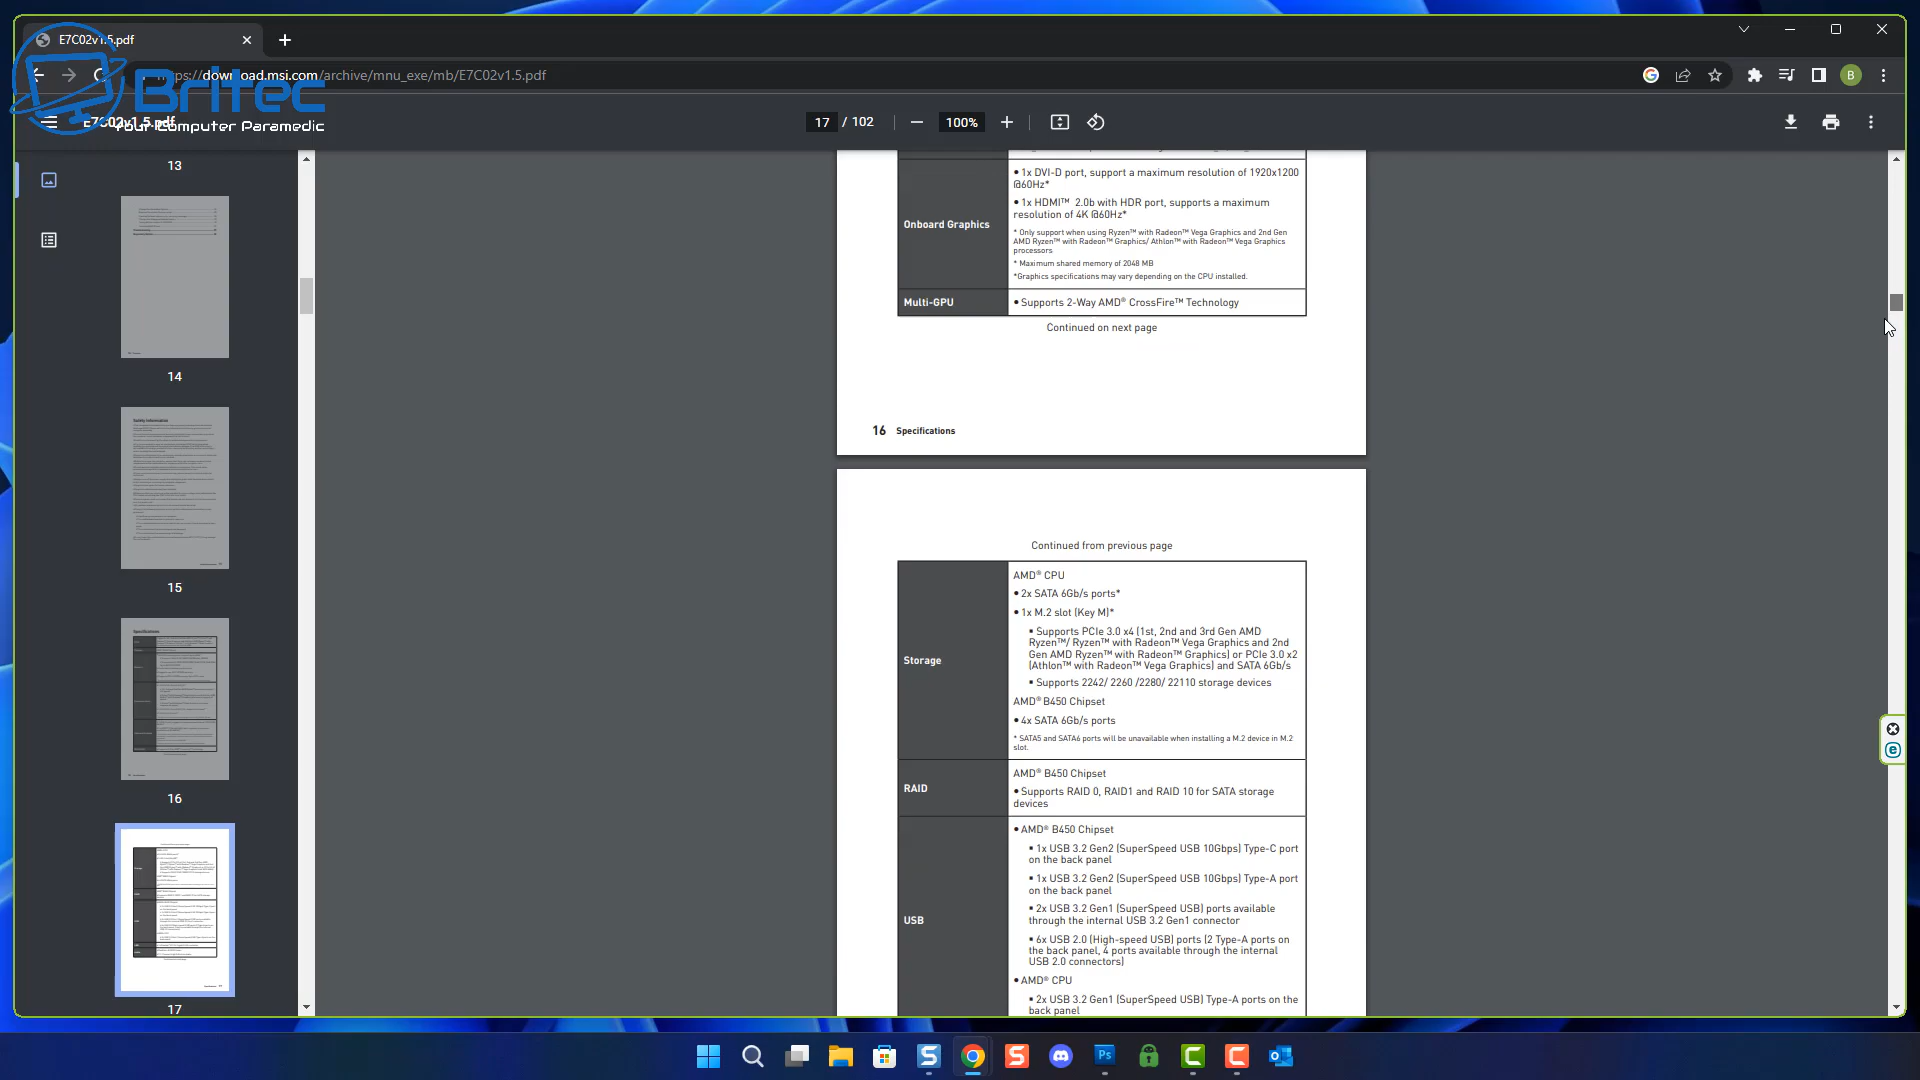 E7C02v1.5.pdf
https://download.msi.com/archive/mnu_exe/mb/E7C02v1.5.pdf
B
Britec
Your Computer Paramedic
E7C02v1.5.pdf
17 / 102
100%
13
14
15
16
17
Onboard Graphics
• 1x DVI-D port, support a maximum resolution of 1920x1200
@60Hz*
• 1x HDMI™ 2.0b with HDR port, supports a maximum
resolution of 4K @60Hz*
* Only support when using Ryzen™ with Radeon™ Vega Graphics and 2nd Gen
AMD Ryzen™ with Radeon™ Graphics/ Athlon™ with Radeon™ Vega Graphics
processors
* Maximum shared memory of 2048 MB
*Graphics specifications may vary depending on the CPU installed.
Multi-GPU
• Supports 2-Way AMD® CrossFire™ Technology
Continued on next page
16 Specifications
Continued from previous page
Storage
AMD® CPU
• 2x SATA 6Gb/s ports*
• 1x M.2 slot (Key M)*
▪ Supports PCIe 3.0 x4 (1st, 2nd and 3rd Gen AMD
Ryzen™/ Ryzen™ with Radeon™ Vega Graphics and 2nd
Gen AMD Ryzen™ with Radeon™ Graphics) or PCIe 3.0 x2
(Athlon™ with Radeon™ Vega Graphics) and SATA 6Gb/s
▪ Supports 2242/ 2260 /2280/ 22110 storage devices
AMD® B450 Chipset
• 4x SATA 6Gb/s ports
* SATA5 and SATA6 ports will be unavailable when installing a M.2 device in M.2
slot.
RAID
AMD® B450 Chipset
• Supports RAID 0, RAID1 and RAID 10 for SATA storage
devices
USB
• AMD® B450 Chipset
▪ 1x USB 3.2 Gen2 (SuperSpeed USB 10Gbps) Type-C port
on the back panel
▪ 1x USB 3.2 Gen2 (SuperSpeed USB 10Gbps) Type-A port
on the back panel
▪ 2x USB 3.2 Gen1 (SuperSpeed USB) ports available
through the internal USB 3.2 Gen1 connector
▪ 6x USB 2.0 (High-speed USB) ports (2 Type-A ports on
the back panel, 4 ports available through the internal
USB 2.0 connectors)
• AMD® CPU
▪ 2x USB 3.2 Gen1 (SuperSpeed USB) Type-A ports on the
back panel